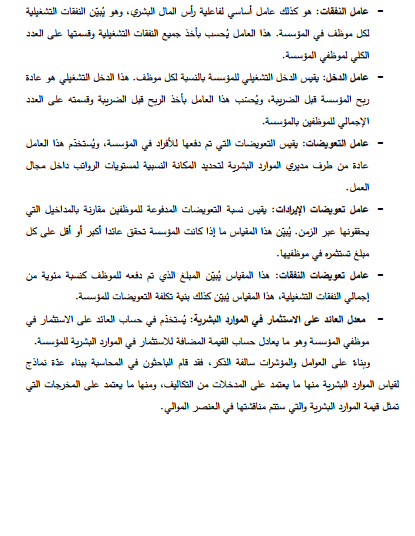 - عامل النفقات: هو كذلك عامل أساسي لفاعلية رأس المال البشري، وهو يُبيّن النفقات التشغيلية
لكل موظف في المؤسسة. هذا العامل يُحسب بأخذ جميع النفقات التشغيلية وقسمتها على العدد
الكلي لموظفي المؤسسة.
- عامل الدخل: يقيس الدخل التشغيلي للمؤسسة بالنسبة لكل موظف. هذا الدخل التشغيلي هو عادة
ربح المؤسسة قبل الضريبة، ويُحسَب هذا العامل بأخذ الربح قبل الضريبة وقسمته على العدد
الإجمالي للموظفين بالمؤسسة.
- عامل التعويضات: يقيس التعويضات التي تم دفعها للأفراد في المؤسسة، ويُستخدَم هذا العامل
عادة من طرف مديري الموارد البشرية لتحديد المكانة النسبية لمستويات الرواتب داخل مجال
العمل.
- عامل تعويضات الإيرادات: يقيس نسبة التعويضات المدفوعة للموظفين مقارنة بالمداخيل التي
يحققونها عبر الزمن. يُبيّن هذا المقياس ما إذا كانت المؤسسة تحقق عائدا أكبر أو أقل على كل
مبلغ تستثمره في موظفيها.
- عامل تعويضات النفقات: هذا المقياس يُبيّن المبلغ الذي تم دفعه للموظف كنسبة مئوية من
إجمالي النفقات التشغيلية، هذا المقياس يُبيّن كذلك بنية تكلفة التعويضات للمؤسسة.
- معدل العائد على الاستثمار في الموارد البشرية: يُستخدَم في حساب العائد على الاستثمار في
موظفي المؤسسة وهو ما يعادل حساب القيمة المضافة للاستثمار في الموارد البشرية للمؤسسة.
وبناءً على العوامل والمؤشرات سالفة الذكر، فقد قام الباحثون في المحاسبة ببناء عدّة نماذج
لقياس الموارد البشرية منها ما يعتمد على المدخلات من التكاليف، ومنها ما يعتمد على المخرجات التي
تمثل قيمة الموارد البشرية والتي ستتم مناقشتها في العنصر الموالي.